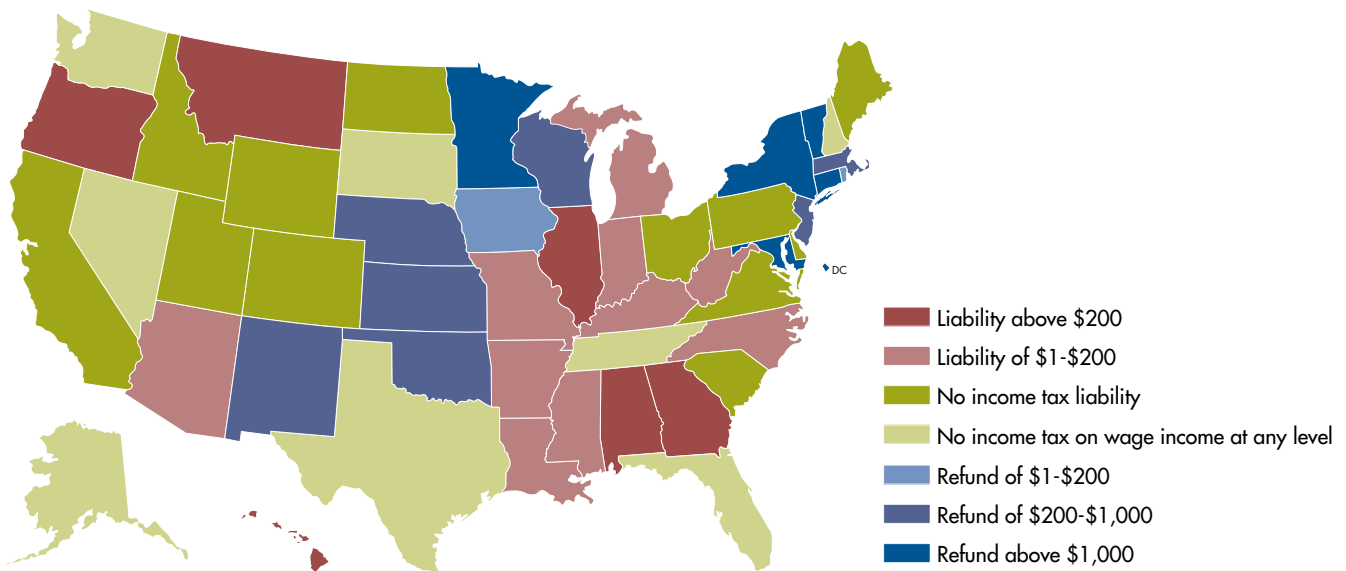 DC
Liability above $200
Liability of $1-$200
No income tax liability
No income tax on wage income at any level
Refund of $1-$200
Refund of $200-$1,000
Refund above $1,000